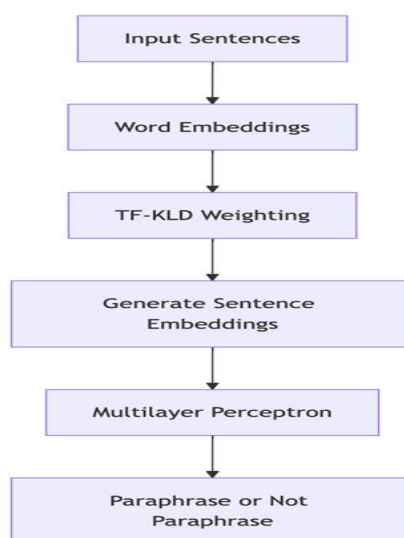 Input Sentences
Word Embeddings
TF-KLD Weighting
Generate Sentence
Embeddings
Multilayer Perceptron
Paraphrase or Not
Paraphrase